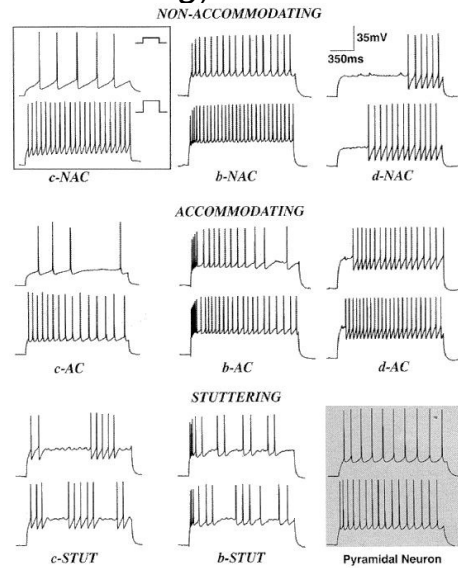 NON-ACCOMMODATING
35mV
350ms
c-NAC
b-NAC
d-NAC
ACCOMMODATING
c-AC
b-AC
d-AC
STUTTERING
c-STUT
b-STUT
Pyramidal Neuron